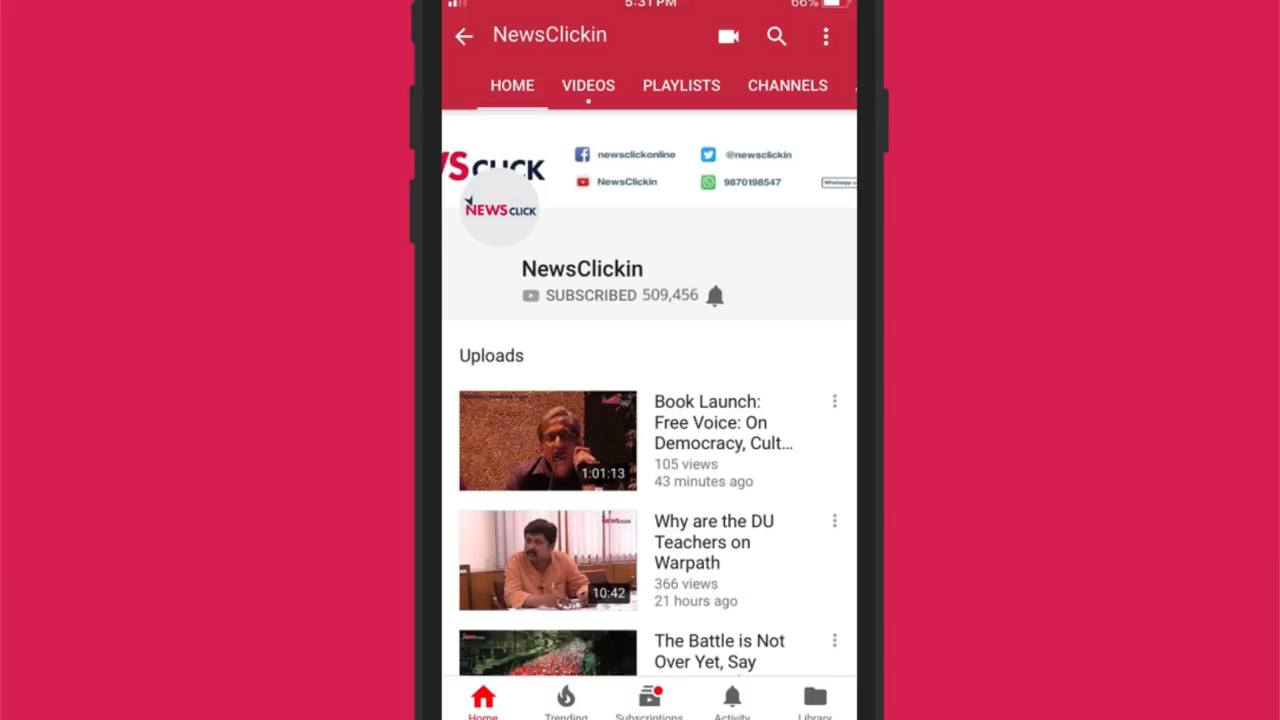 5:31 PM
66%
NewsClickin
HOME
VIDEOS
PLAYLISTS
CHANNELS
WS CLICK
newsclickonline
@newsclickin
NewsClickin
9870198547
NEWSCLICK
NewsClickin
SUBSCRIBED 509,456
Uploads
Book Launch:
Free Voice: On
Democracy, Cult...
105 views
43 minutes ago
1:01:13
Why are the DU
Teachers on
Warpath
366 views
21 hours ago
NEWSCLICK
10:42
The Battle is Not
Over Yet, Say
Home
Trending
Subscriptions
Activity
Library